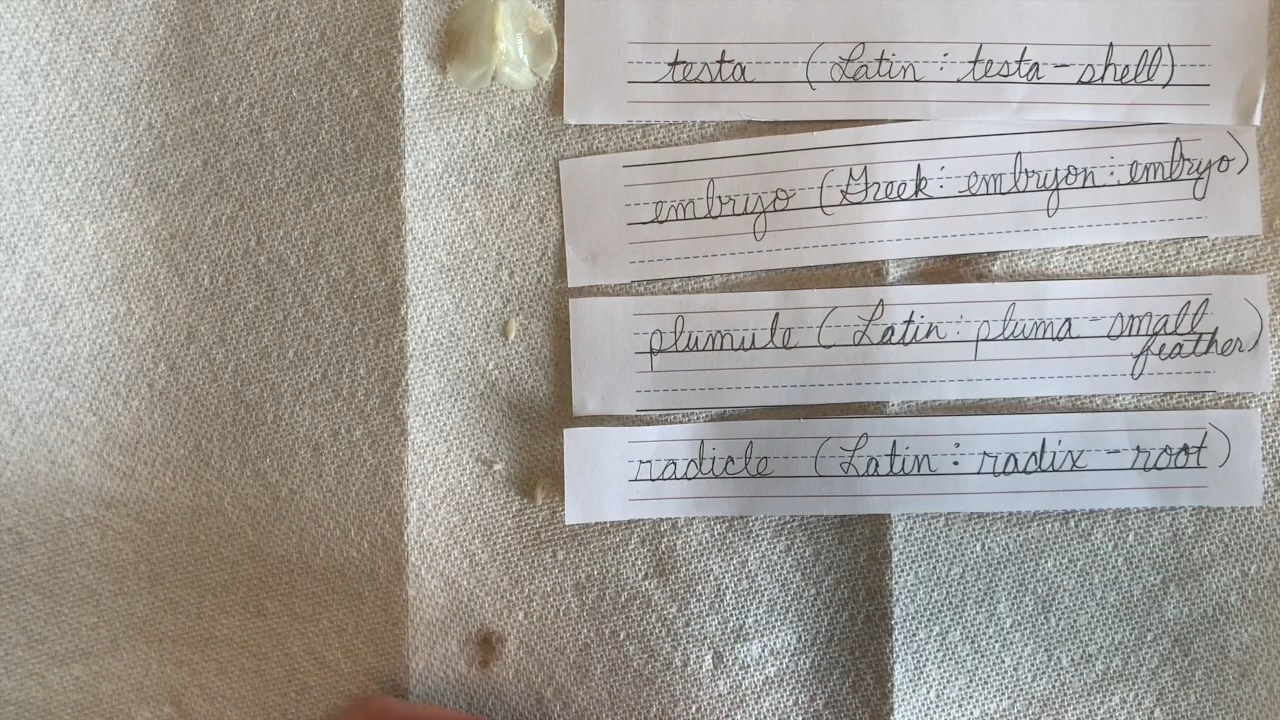 testa (Latin: testa - shell)
embryo (Greek: embryon: embryo)
plumule (Latin: pluma - small
feather)
radicle (Latin: radix - root)